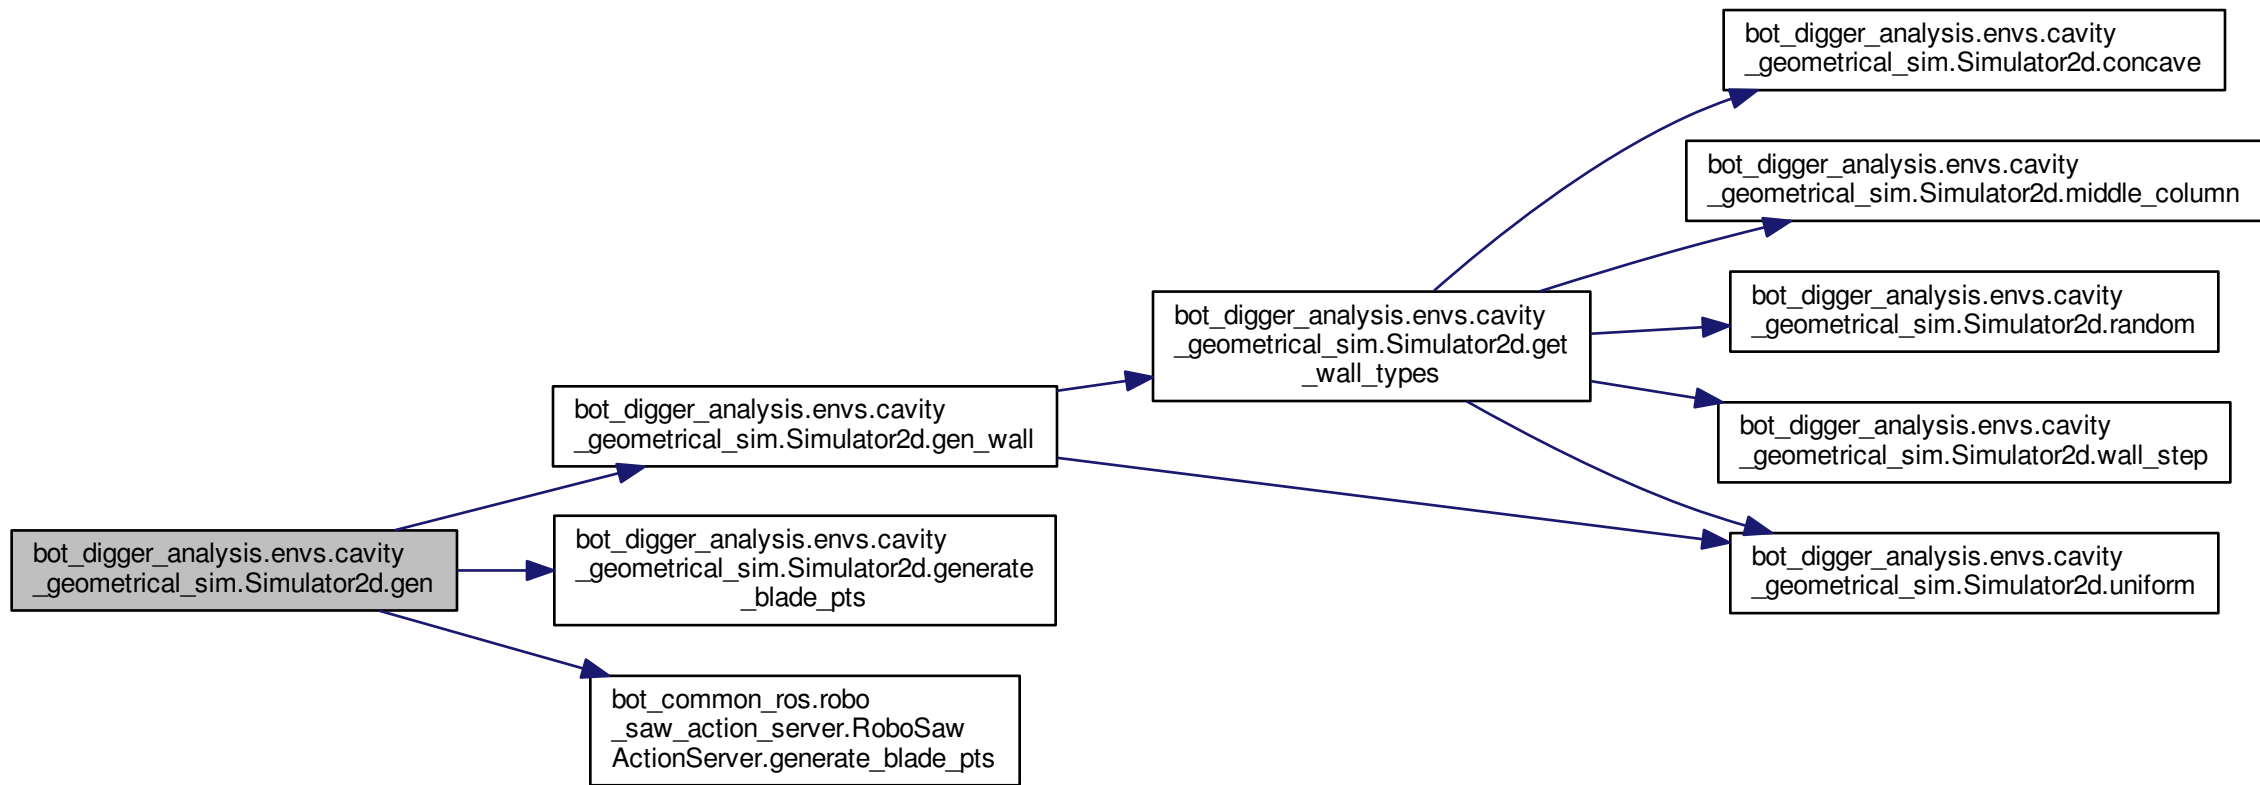 bot_digger_analysis.envs.cavity
_geometrical_sim.Simulator2d.concave
bot_digger_analysis.envs.cavity
_geometrical_sim.Simulator2d.middle_column
bot_digger_analysis.envs.cavity
_geometrical_sim.Simulator2d.random
bot_digger_analysis.envs.cavity
_geometrical_sim.Simulator2d.get
_wall_types
bot_digger_analysis.envs.cavity
_geometrical_sim.Simulator2d.gen_wall
bot_digger_analysis.envs.cavity
_geometrical_sim.Simulator2d.wall_step
bot_digger_analysis.envs.cavity
_geometrical_sim.Simulator2d.gen
bot_digger_analysis.envs.cavity
_geometrical_sim.Simulator2d.generate
_blade_pts
bot_digger_analysis.envs.cavity
_geometrical_sim.Simulator2d.uniform
bot_common_ros.robo
_saw_action_server.RoboSaw
ActionServer.generate_blade_pts